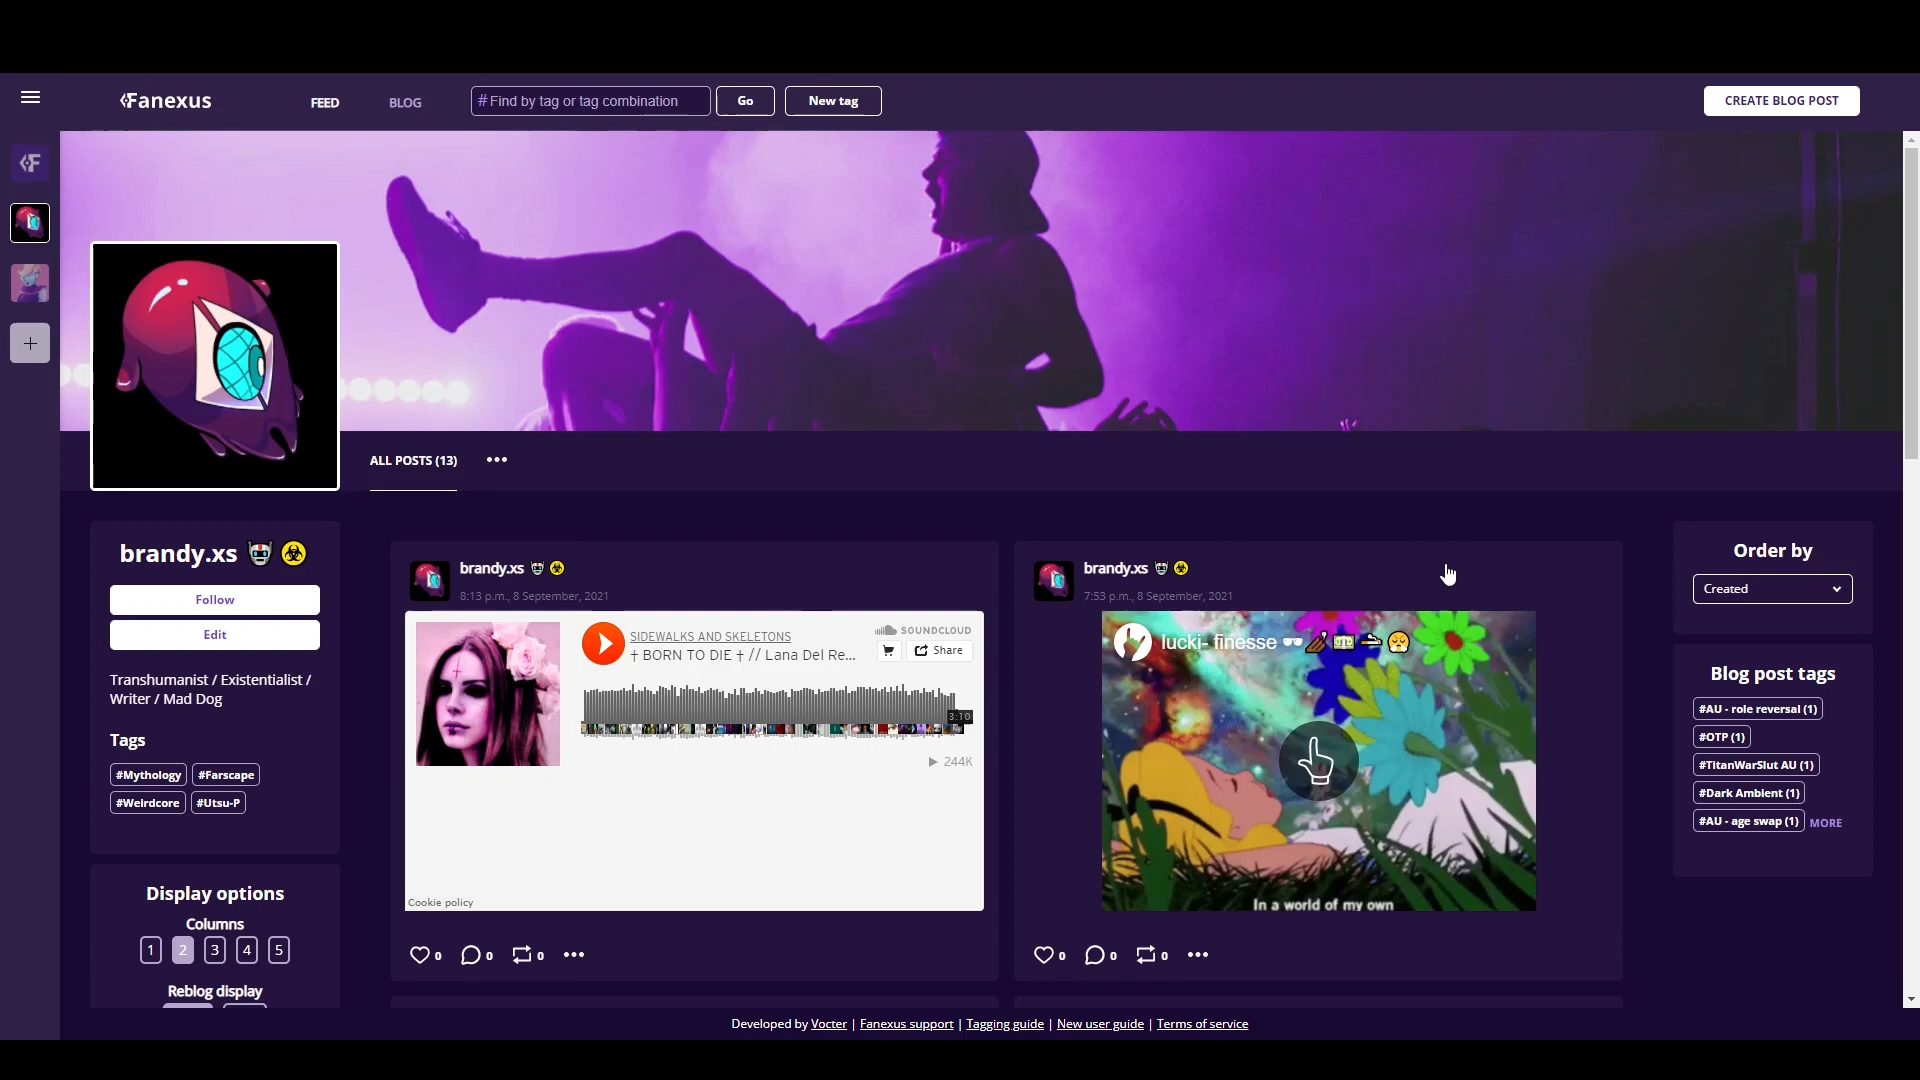 Fanexus
FEED
BLOG
# Find by tag or tag combination
Go
New tag
CREATE BLOG POST
ALL POSTS (13)
brandy.xs
Follow
Edit
Transhumanist / Existentialist /
Writer / Mad Dog
Tags
#Mythology #Farscape
#Weirdcore #Utsu-P
Display options
Columns
1 2 3 4 5
Reblog display
brandy.xs
8:13 p.m., 8 September, 2021
SIDEWALKS AND SKELETONS
† BORN TO DIE † // Lana Del Re...
SOUNDCLOUD
Share
3:10
244K
Cookie policy
0 0 0
brandy.xs
7:53 p.m., 8 September, 2021
lucki- finesse
In a world of my own
0 0 0
Order by
Created
Blog post tags
#AU - role reversal (1)
#OTP (1)
#TitanWarSlut AU (1)
#Dark Ambient (1)
#AU - age swap (1) MORE
Developed by Vocter | Fanexus support | Tagging guide | New user guide | Terms of service